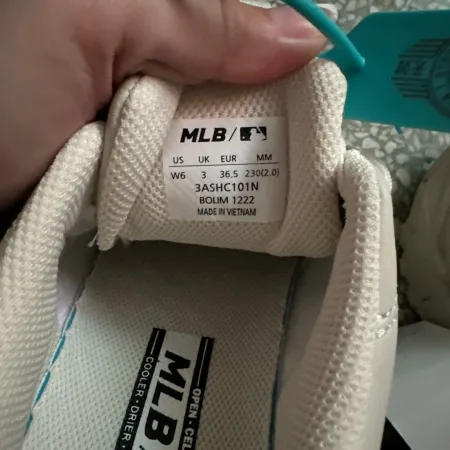 MLB/
US UK EUR MM
W6 3 36,5 230(2.0)
3ASHC101N
BOLIM 1222
MADE IN VIETNAM
MLB/
COOLER • DRIER •
OPEN - CEL